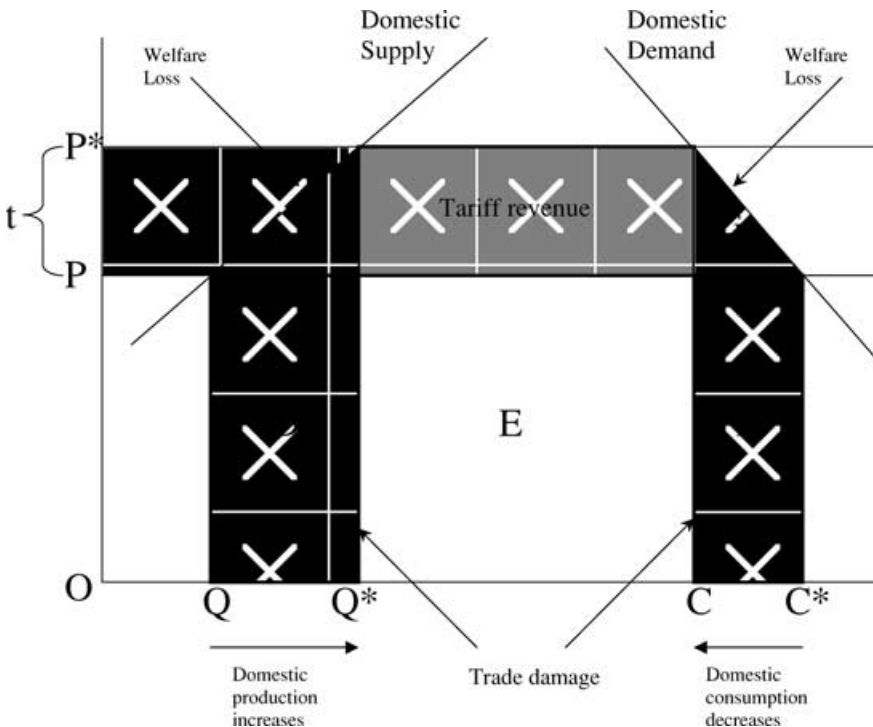 Domestic
Supply
Domestic
Demand
Welfare
Loss
Welfare
Loss
P*
t
Tariff revenue
P
E
O
Q
Q*
C
C*
Domestic
production
increases
Trade damage
Domestic
consumption
decreases